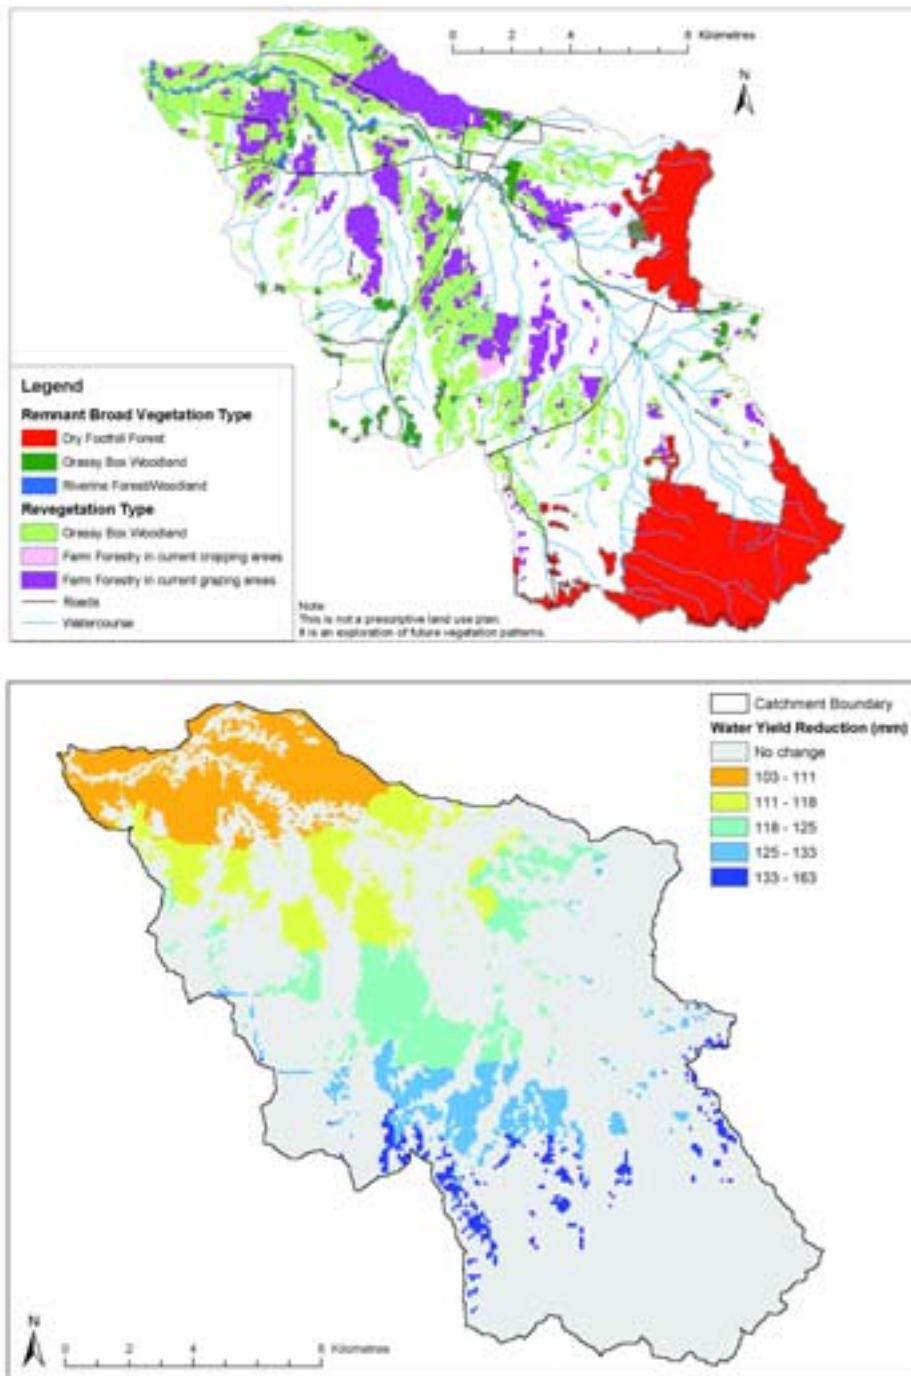 0 2 4 8 Kilometres
N
Legend
Remnant Broad Vegetation Type
Dry Foothill Forest
Grassy Box Woodland
Riverine Forest/Woodland
Revegetation Type
Grassy Box Woodland
Farm Forestry in current cropping areas
Farm Forestry in current grazing areas
Roads
Watercourse
Note:
This is not a prescriptive land use plan.
It is an exploration of future vegetation patterns.
Catchment Boundary
Water Yield Reduction (mm)
No change
103 - 111
111 - 118
118 - 125
125 - 133
133 - 163
N
0 2 4 8 Kilometres